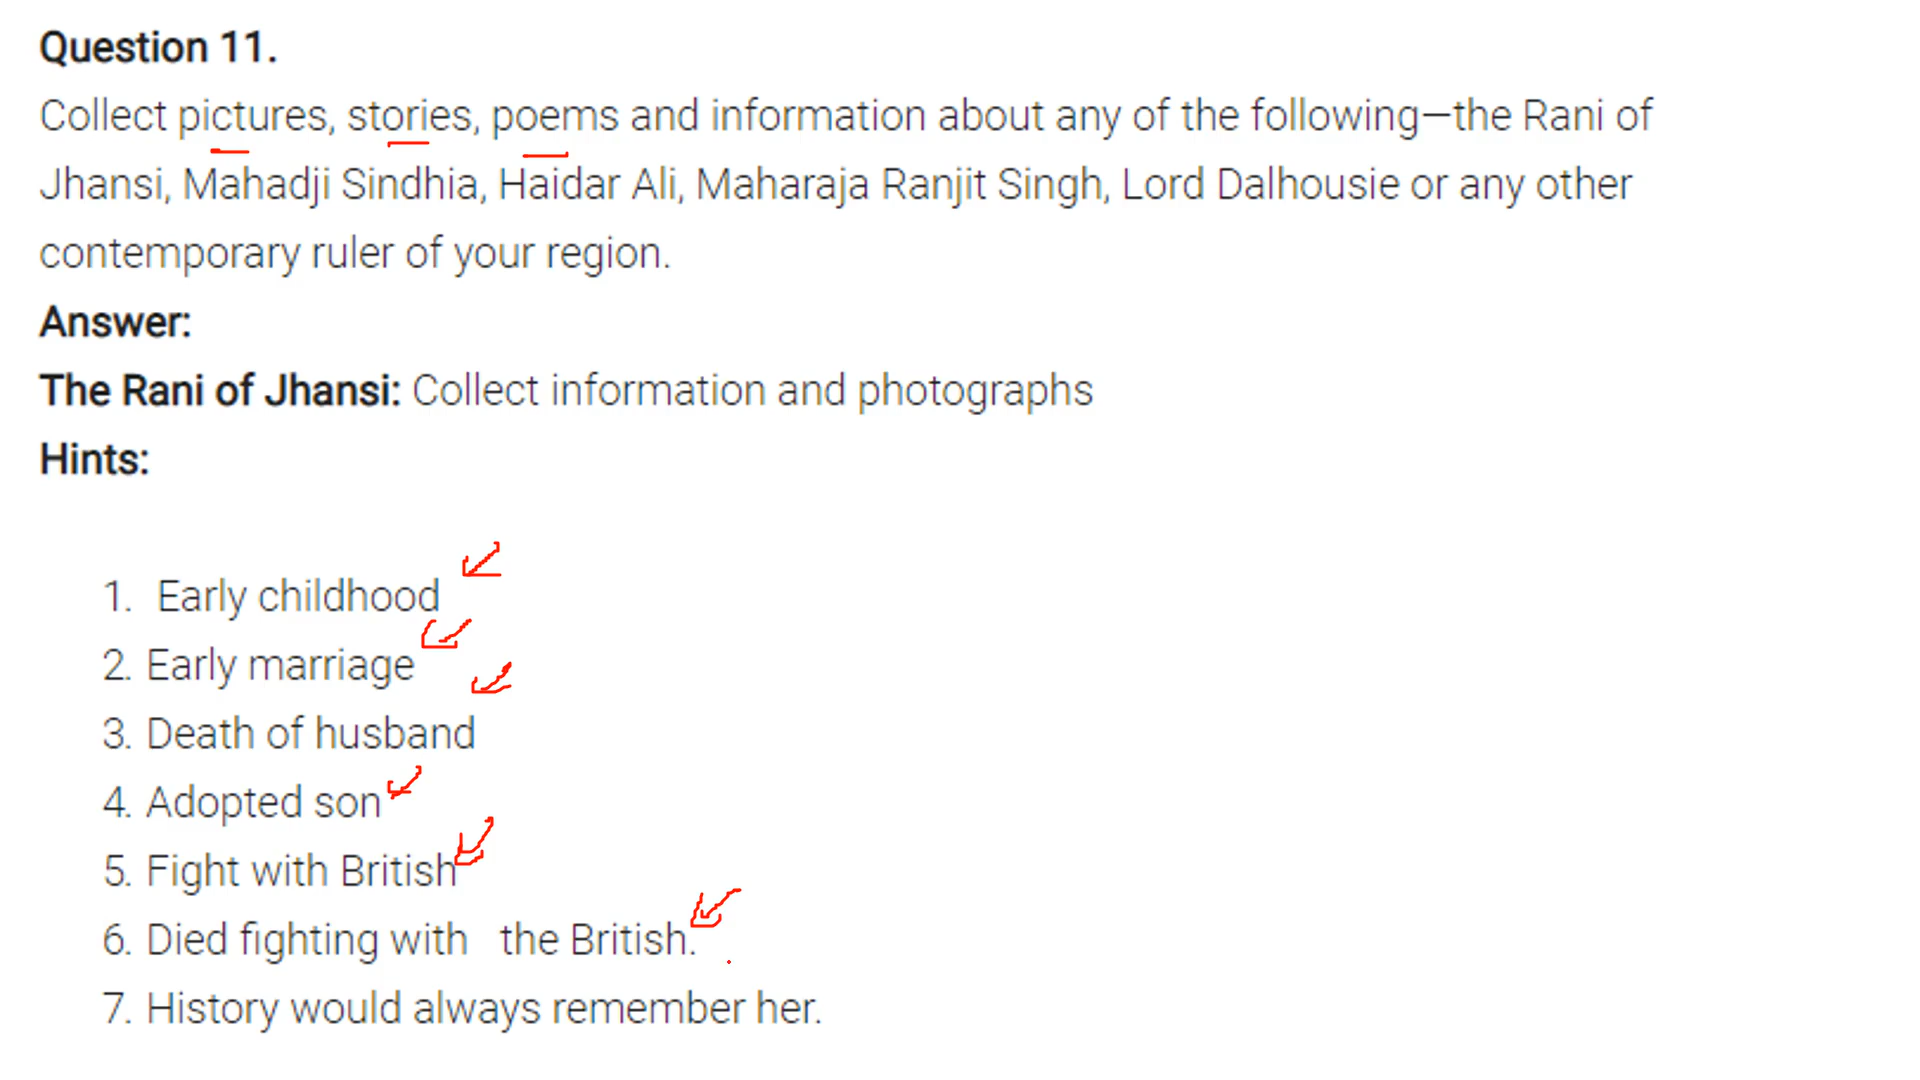 Question 11.
Collect pictures, stories, poems and information about any of the following—the Rani of
Jhansi, Mahadji Sindhia, Haidar Ali, Maharaja Ranjit Singh, Lord Dalhousie or any other
contemporary ruler of your region.
Answer:
The Rani of Jhansi: Collect information and photographs
Hints:
1. Early childhood
2. Early marriage
3. Death of husband
4. Adopted son
5. Fight with British
6. Died fighting with the British.
7. History would always remember her.